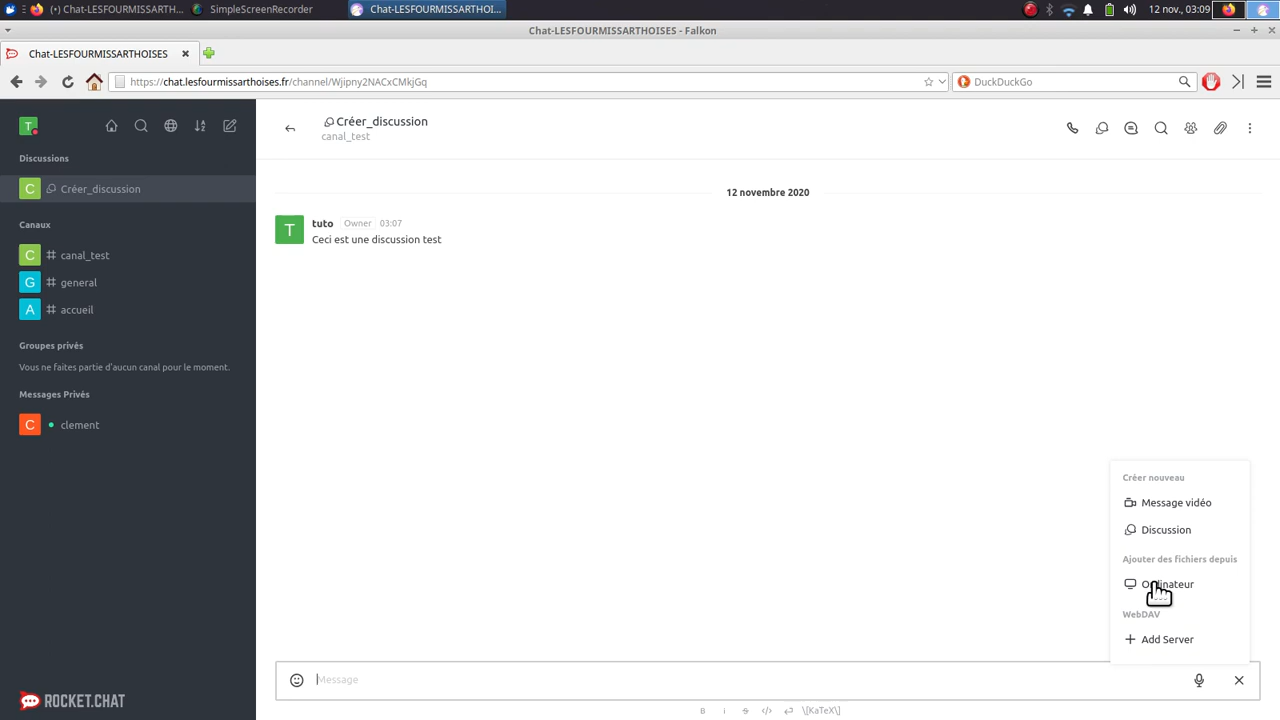 (•) Chat-LESFOURMISSARTH...
SimpleScreenRecorder
Chat-LESFOURMISSARTHOI...
12 nov., 03:09
Chat-LESFOURMISSARTHOISES - Falkon
Chat-LESFOURMISSARTHOISES
https://chat.lesfourmissarthoises.fr/channel/Wjipny2NACxCMkjGq
DuckDuckGo
T
Discussions
C Créer_discussion
Canaux
C # canal_test
G # general
A # accueil
Groupes privés
Vous ne faites partie d'aucun canal pour le moment.
Messages Privés
C clement
ROCKET.CHAT
Créer_discussion
canal_test
12 novembre 2020
T
tuto Owner 03:07
Ceci est une discussion test
Créer nouveau
Message vidéo
Discussion
Ajouter des fichiers depuis
Ordinateur
WebDAV
+ Add Server
Message
B i S </> \[KaTeX\]